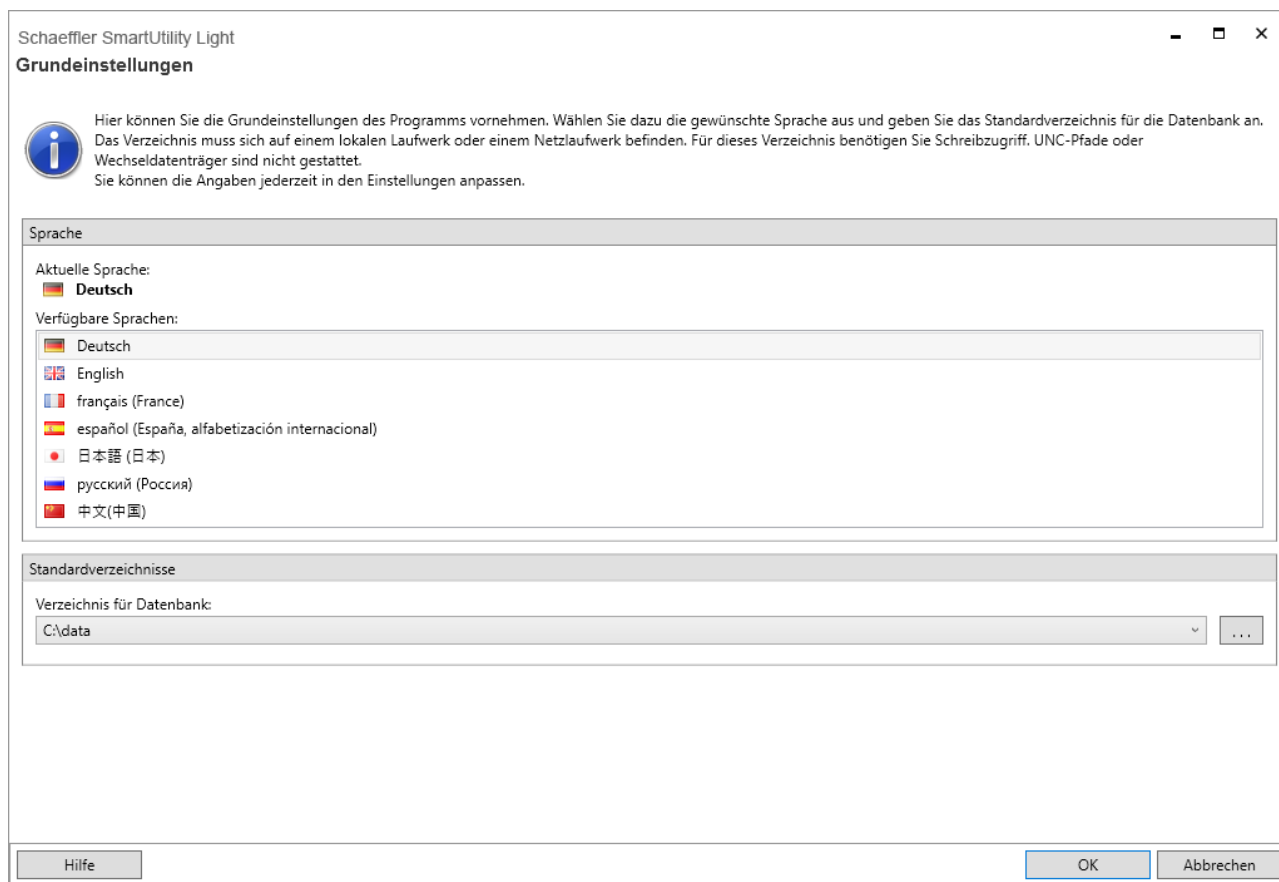 Schaeffler SmartUtility Light
Grundeinstellungen
Hier können Sie die Grundeinstellungen des Programms vornehmen. Wählen Sie dazu die gewünschte Sprache aus und geben Sie das Standardverzeichnis für die Datenbank an.
Das Verzeichnis muss sich auf einem lokalen Laufwerk oder einem Netzlaufwerk befinden. Für dieses Verzeichnis benötigen Sie Schreibzugriff. UNC-Pfade oder
Wechseldatenträger sind nicht gestattet.
Sie können die Angaben jederzeit in den Einstellungen anpassen.
Sprache
Aktuelle Sprache:
Deutsch
Verfügbare Sprachen:
Deutsch
English
français (France)
español (España, alfabetización internacional)
日本語 (日本)
русский (Россия)
中文(中国)
Standardverzeichnisse
Verzeichnis für Datenbank:
C:\data
...
Hilfe
OK
Abbrechen